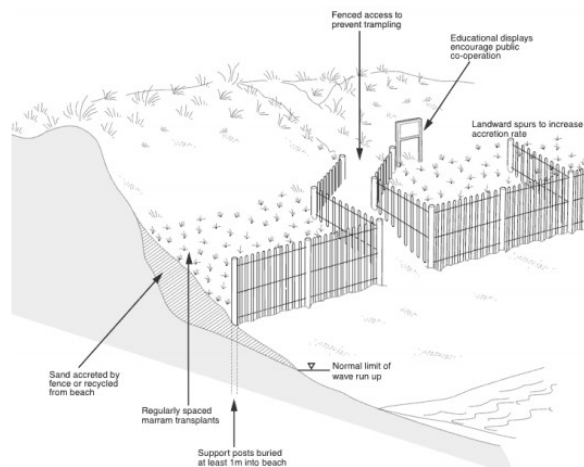 Fenced access to
prevent trampling
Educational displays
encourage public
co-operation
Landward spurs to increase
accretion rate
Normal limit of
wave run up
Sand accreted by
fence or recycled
from beach
Regularly spaced
marram transplants
Support posts buried
at least 1m into beach